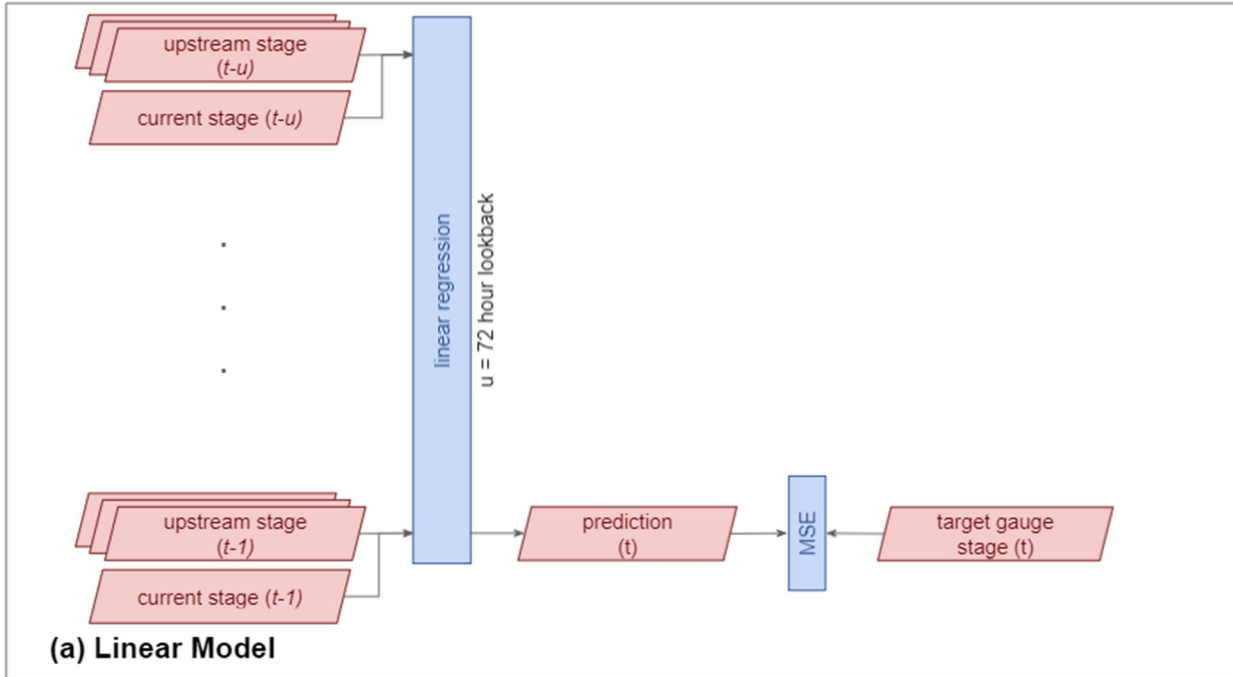 upstream stage
(t-u)
current stage (t-u)
.
.
.
linear regression
u = 72 hour lookback
upstream stage
(t-1)
current stage (t-1)
prediction
(t)
MSE
target gauge
stage (t)
(a) Linear Model